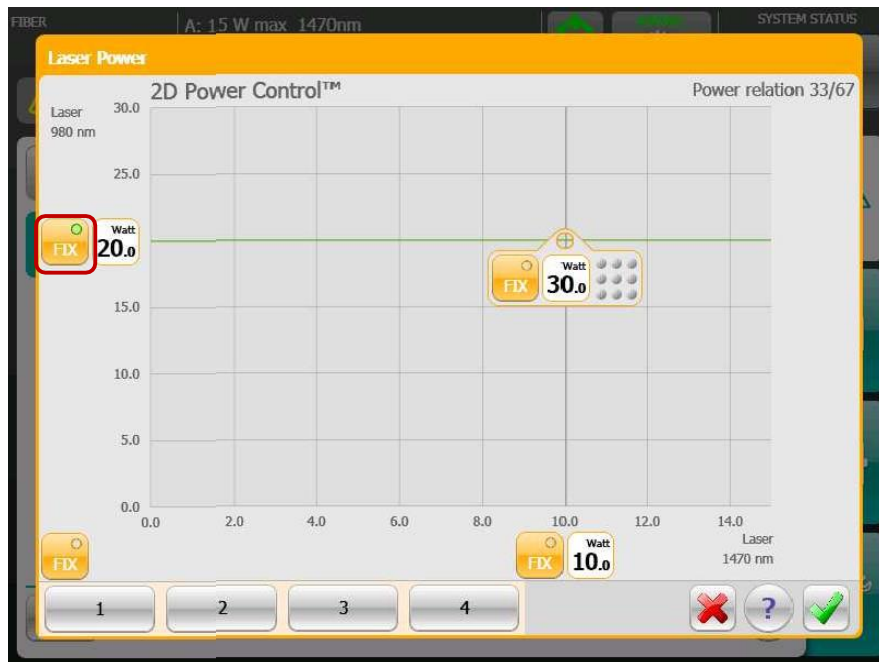 FIBER
A: 15 W max 1470nm
SYSTEM STATUS
Laser Power
2D Power Control™
Power relation 33/67
Laser
980 nm
30.0
25.0
FIX
Watt
20.0
FIX
Watt
30.0
15.0
10.0
5.0
0.0
0.0 2.0 4.0 6.0 8.0 10.0 12.0 14.0
FIX
FIX
Watt
10.0
Laser
1470 nm
1 2 3 4
?